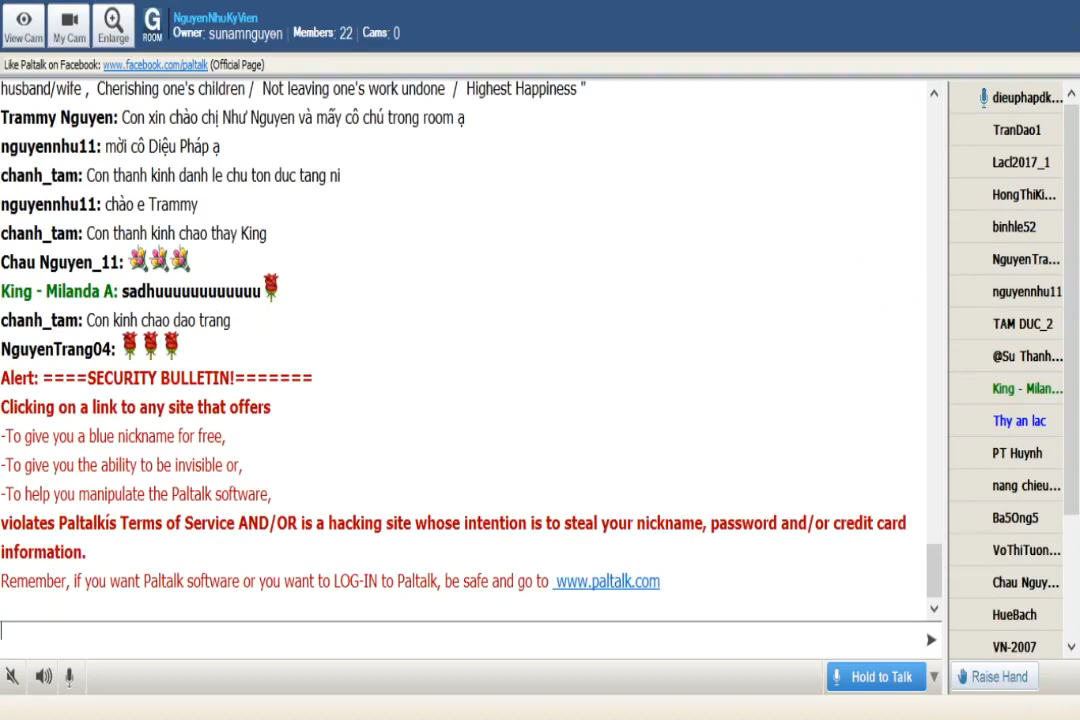 View Cam
My Cam
Enlarge
G
ROOM
NguyenNhuKyVien
Owner: sunamnguyen | Members: 22 | Cams: 0
Like Paltalk on Facebook: www.facebook.com/paltalk (Official Page)
husband/wife , Cherishing one's children / Not leaving one's work undone / Highest Happiness "
Trammy Nguyen: Con xin chào chị Như Nguyen và mấy cô chú trong room ạ
nguyennhu11: mời cô Diệu Pháp ạ
chanh_tam: Con thanh kinh danh le chu ton duc tang ni
nguyennhu11: chào e Trammy
chanh_tam: Con thanh kinh chao thay King
Chau Nguyen_11:
King - Milanda A: sadhuuuuuuuuuuuu
chanh_tam: Con kinh chao dao trang
NguyenTrang04:
Alert: ====SECURITY BULLETIN!=======
Clicking on a link to any site that offers
-To give you a blue nickname for free,
-To give you the ability to be invisible or,
-To help you manipulate the Paltalk software,
violates Paltalkís Terms of Service AND/OR is a hacking site whose intention is to steal your nickname, password and/or credit card
information.
Remember, if you want Paltalk software or you want to LOG-IN to Paltalk, be safe and go to www.paltalk.com
dieuphapdk...
TranDao1
Lacl2017_1
HongThiKi...
binhle52
NguyenTra...
nguyennhu11
TAM DUC_2
@Su Thanh...
King - Milan...
Thy an lac
PT Huynh
nang chieu...
Ba5Ong5
VoThiTuon...
Chau Nguy...
HueBach
VN-2007
Hold to Talk
Raise Hand